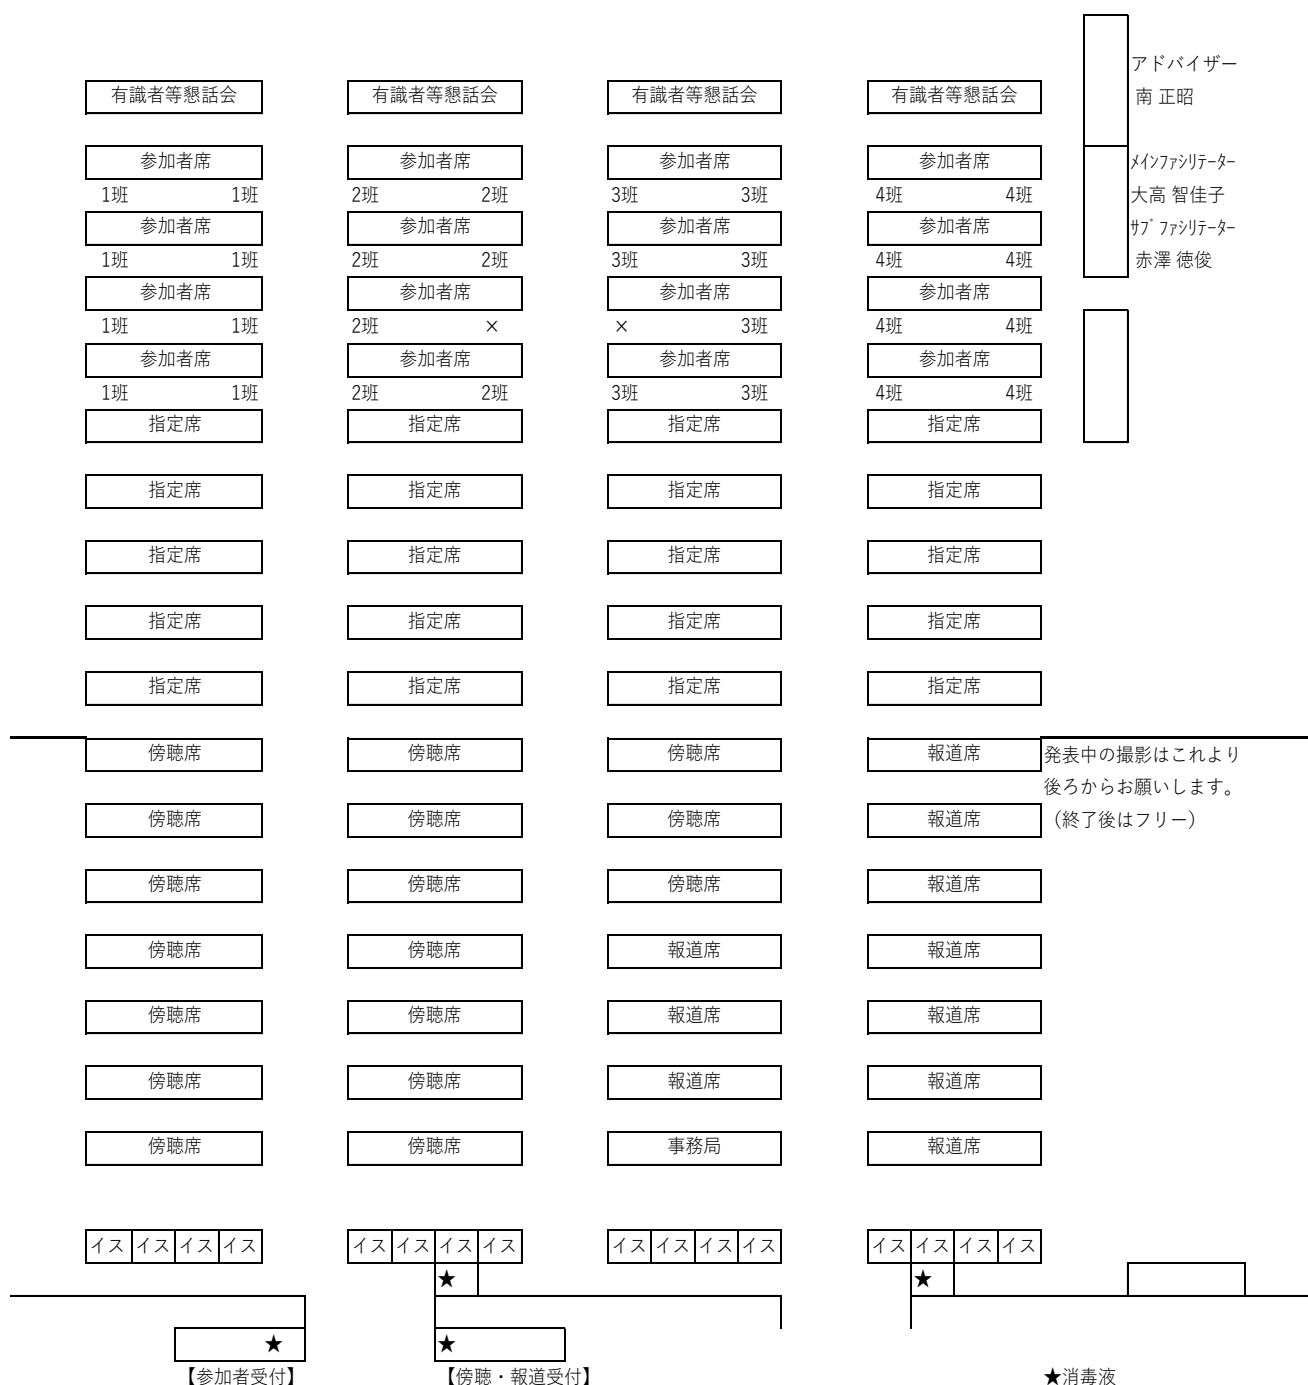 アドバイザー
有識者等懇話会 有識者等懇話会 有識者等懇話会 有識者等懇話会 南 正昭
参加者席 参加者席 参加者席 参加者席 ﾒｲﾝﾌｧｼﾘﾃｰﾀｰ
1班 1班 2班 2班 3班 3班 4班 4班 大高 智佳子
参加者席 参加者席 参加者席 参加者席 ｻﾌﾞﾌｧｼﾘﾃｰﾀｰ
1班 1班 2班 2班 3班 3班 4班 4班 赤澤 徳俊
参加者席 参加者席 参加者席 参加者席
1班 1班 2班 × × 3班 4班 4班
参加者席 参加者席 参加者席 参加者席
1班 1班 2班 2班 3班 3班 4班 4班
指定席 指定席 指定席 指定席
指定席 指定席 指定席 指定席
指定席 指定席 指定席 指定席
指定席 指定席 指定席 指定席
指定席 指定席 指定席 指定席
傍聴席 傍聴席 傍聴席 報道席 発表中の撮影はこれより
後ろからお願いします。
傍聴席 傍聴席 傍聴席 報道席 （終了後はフリー）
傍聴席 傍聴席 傍聴席 報道席
傍聴席 傍聴席 報道席 報道席
傍聴席 傍聴席 報道席 報道席
傍聴席 傍聴席 報道席 報道席
傍聴席 傍聴席 事務局 報道席
イス イス イス イス イス イス イス イス イス イス イス イス イス イス イス イス
★ ★
★ ★
【参加者受付】 【傍聴・報道受付】 ★消毒液